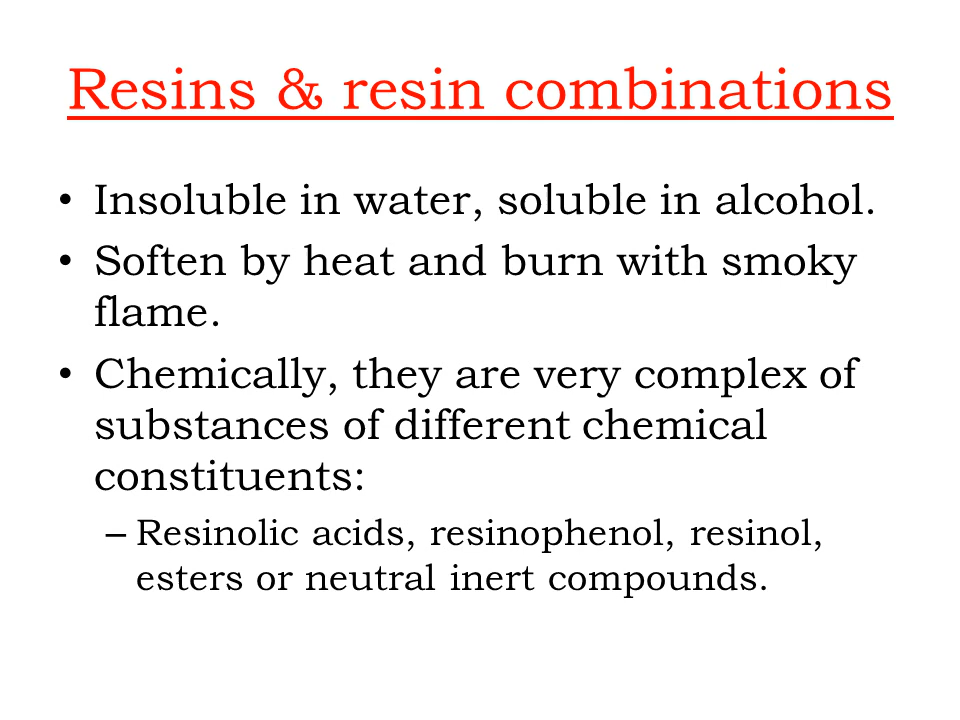 Resins & resin combinations
• Insoluble in water, soluble in alcohol.
• Soften by heat and burn with smoky
flame.
• Chemically, they are very complex of
substances of different chemical
constituents:
– Resinolic acids, resinophenol, resinol,
esters or neutral inert compounds.